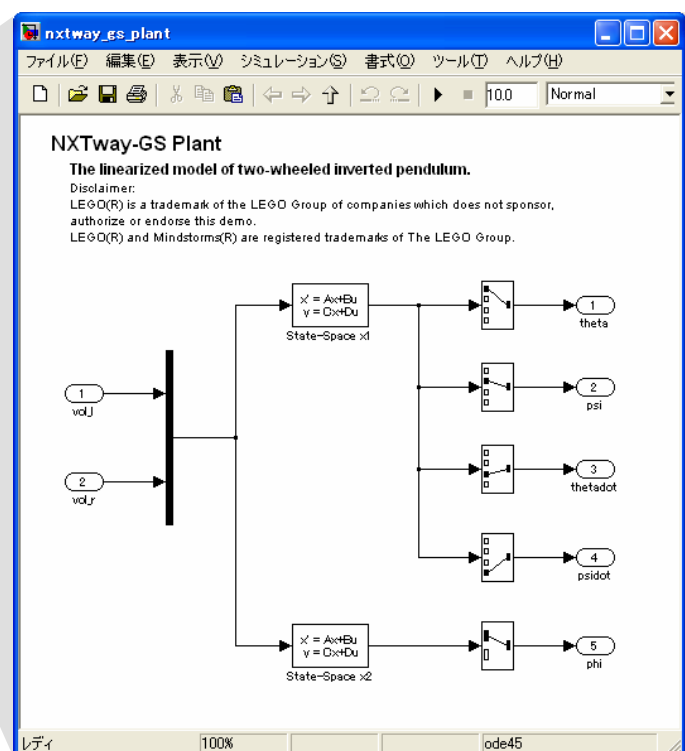 nxtway_gs_plant
ファイル(F) 編集(E) 表示(V) シミュレーション(S) 書式(O) ツール(T) ヘルプ(H)
10.0 Normal
NXTway-GS Plant
The linearized model of two-wheeled inverted pendulum.
Disclaimer:
LEGO(R) is a trademark of the LEGO Group of companies which does not sponsor,
authorize or endorse this demo.
LEGO(R) and Mindstorms(R) are registered trademarks of The LEGO Group.
x' = Ax+Bu
y = Cx+Du
State-Space x1
1
theta
1
vol_l
2
psi
2
vol_r
3
thetadot
4
psidot
x' = Ax+Bu
y = Cx+Du
State-Space x2
5
phi
レディ 100% ode45